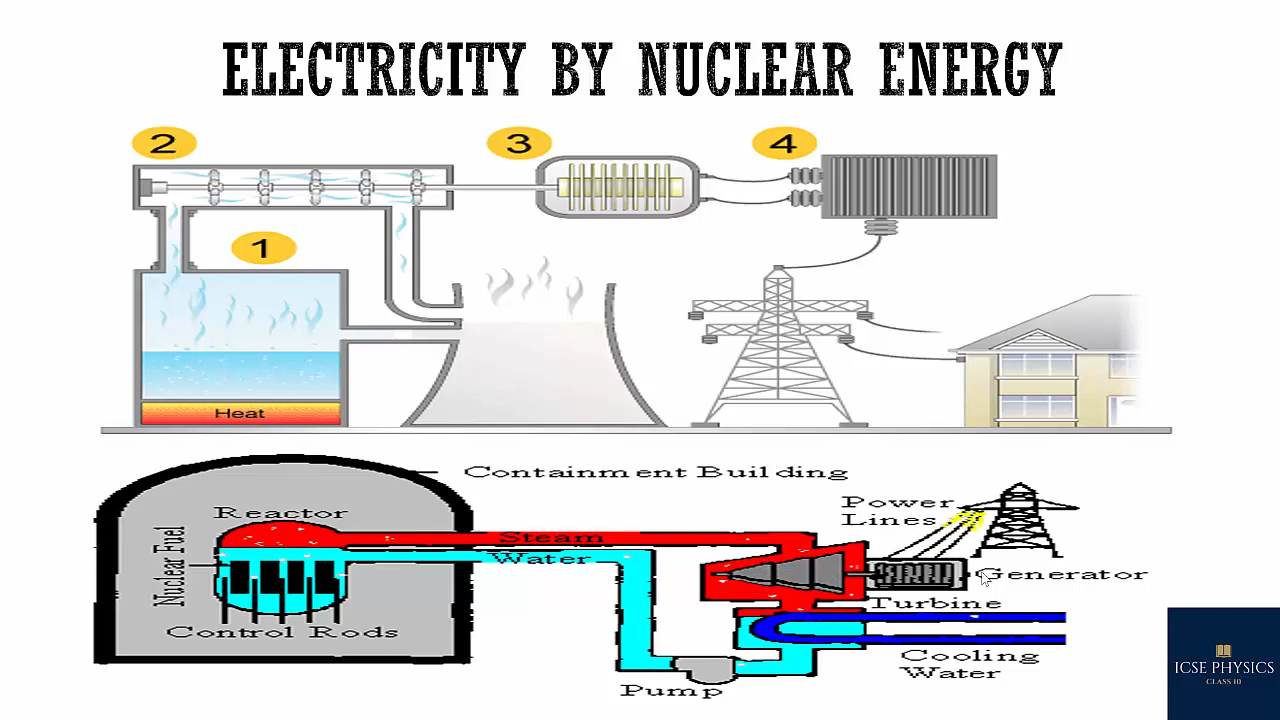 ELECTRICITY BY NUCLEAR ENERGY
2
3
4
1
Heat
Containment Building
Reactor
Nuclear Fuel
Control Rods
Steam
Water
Power
Lines
Generator
Turbine
Cooling
Water
Pump
ICSE PHYSICS
CLASS 10